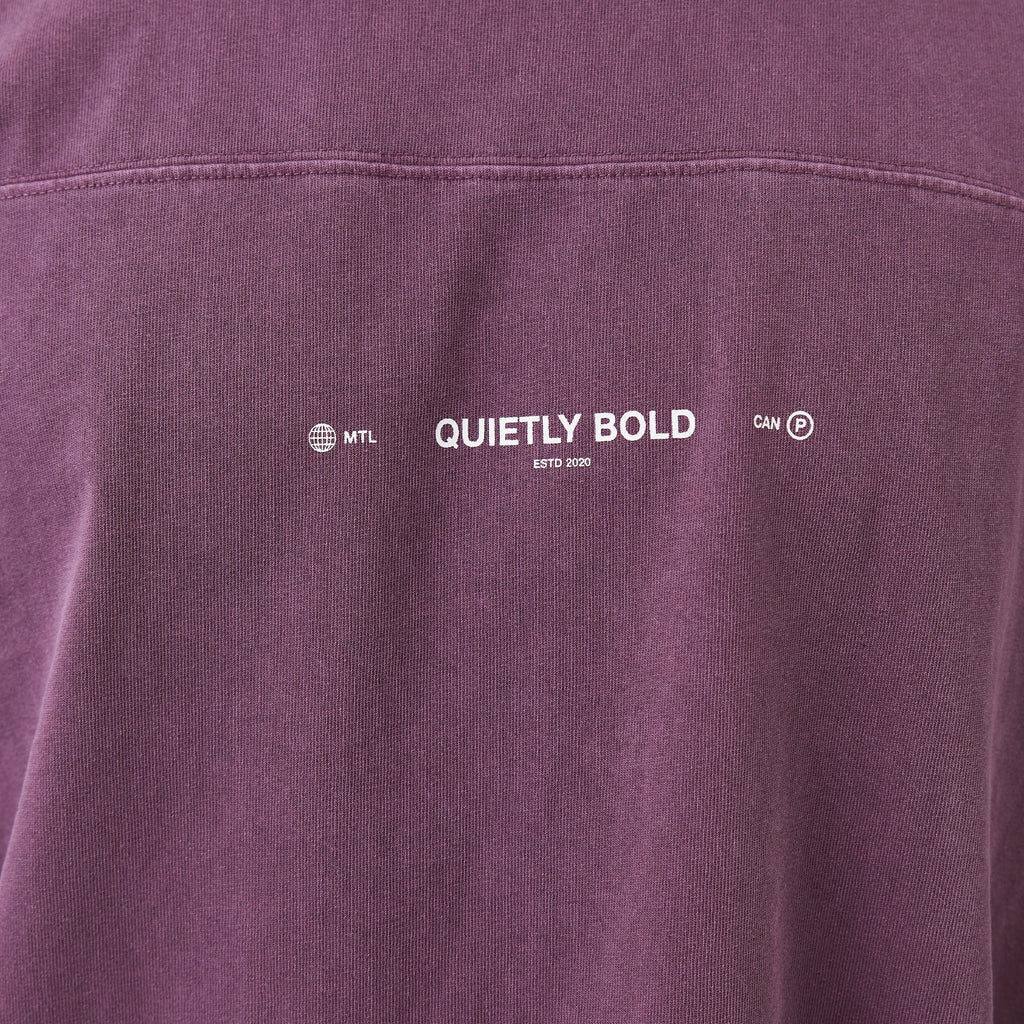 MTL QUIETLY BOLD CAN P
ESTD 2020